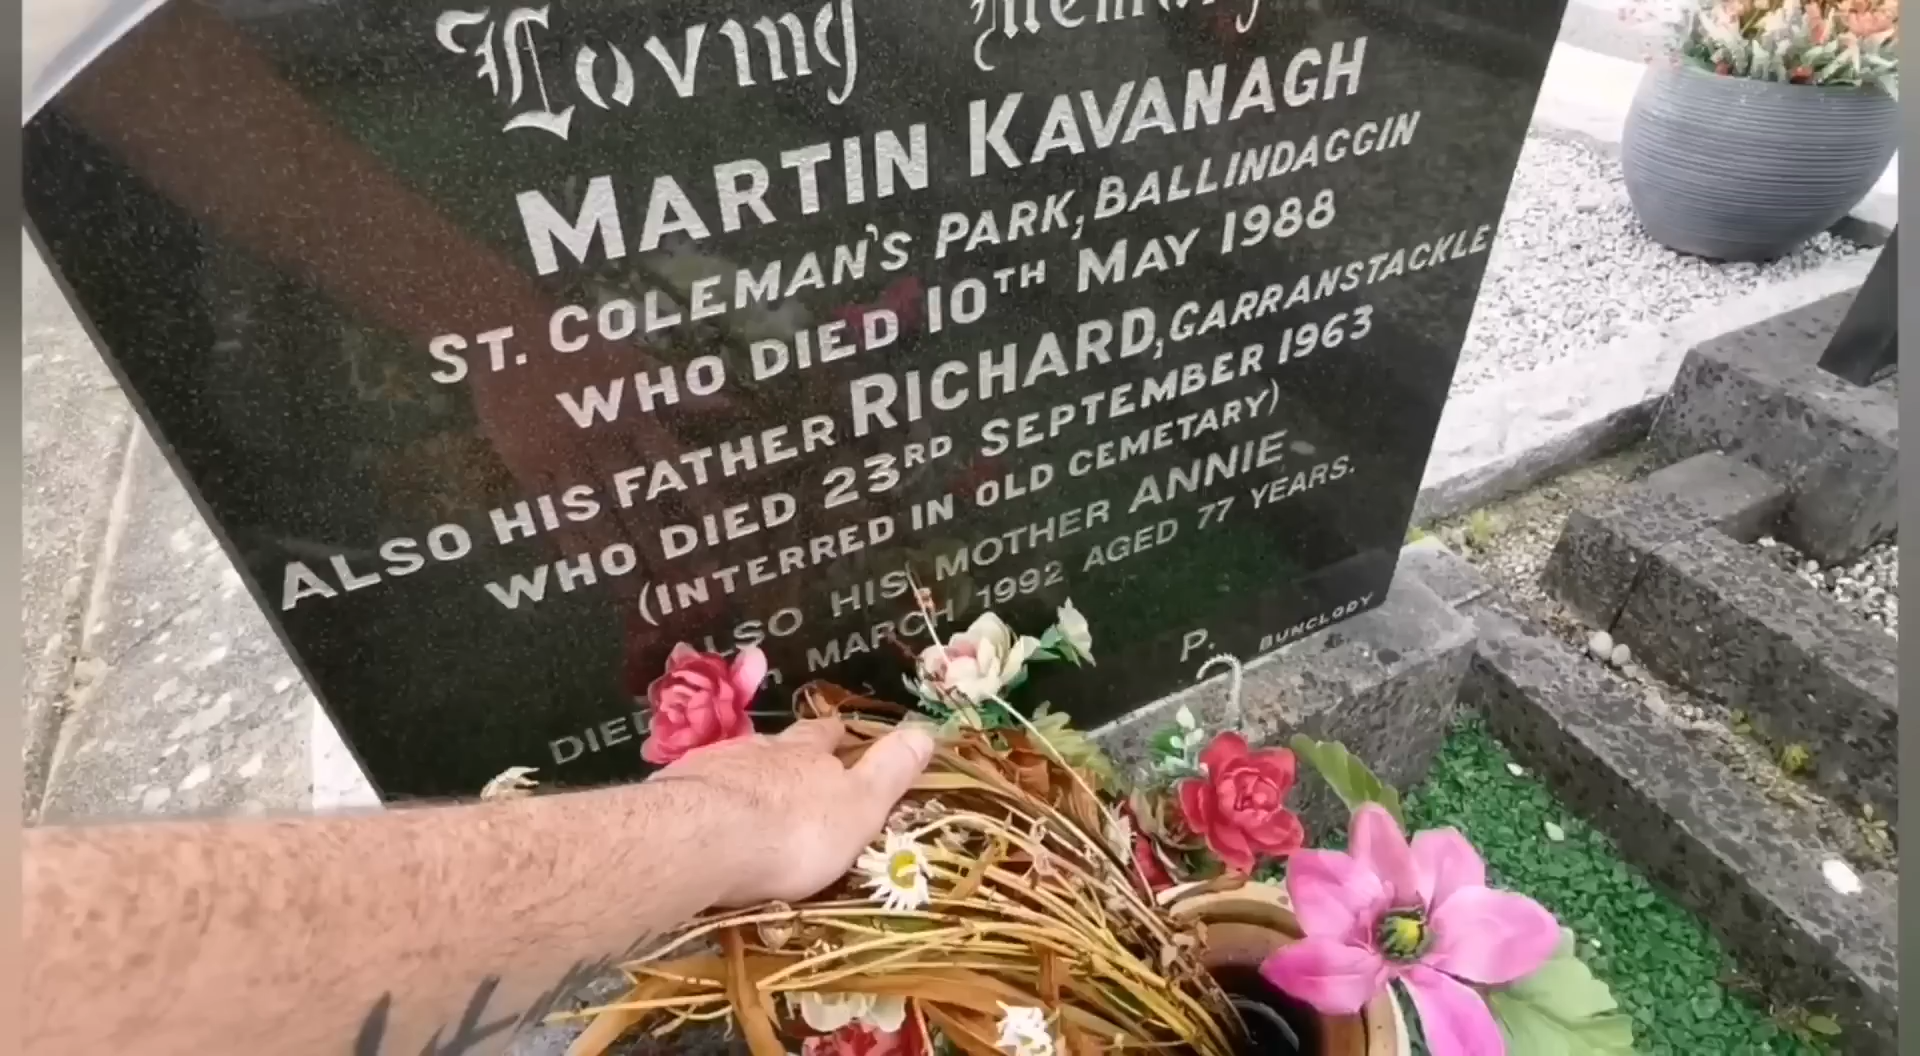 Loving Memory
MARTIN KAVANAGH
ST. COLEMAN'S PARK, BALLINDAGGIN
WHO DIED 10TH MAY 1988
ALSO HIS FATHER RICHARD, GARRANSTACKLE
WHO DIED 23RD SEPTEMBER 1963
(INTERRED IN OLD CEMETARY)
ALSO HIS MOTHER ANNIE
DIED MARCH 1992 AGED 77 YEARS.
P. BUNCLODY